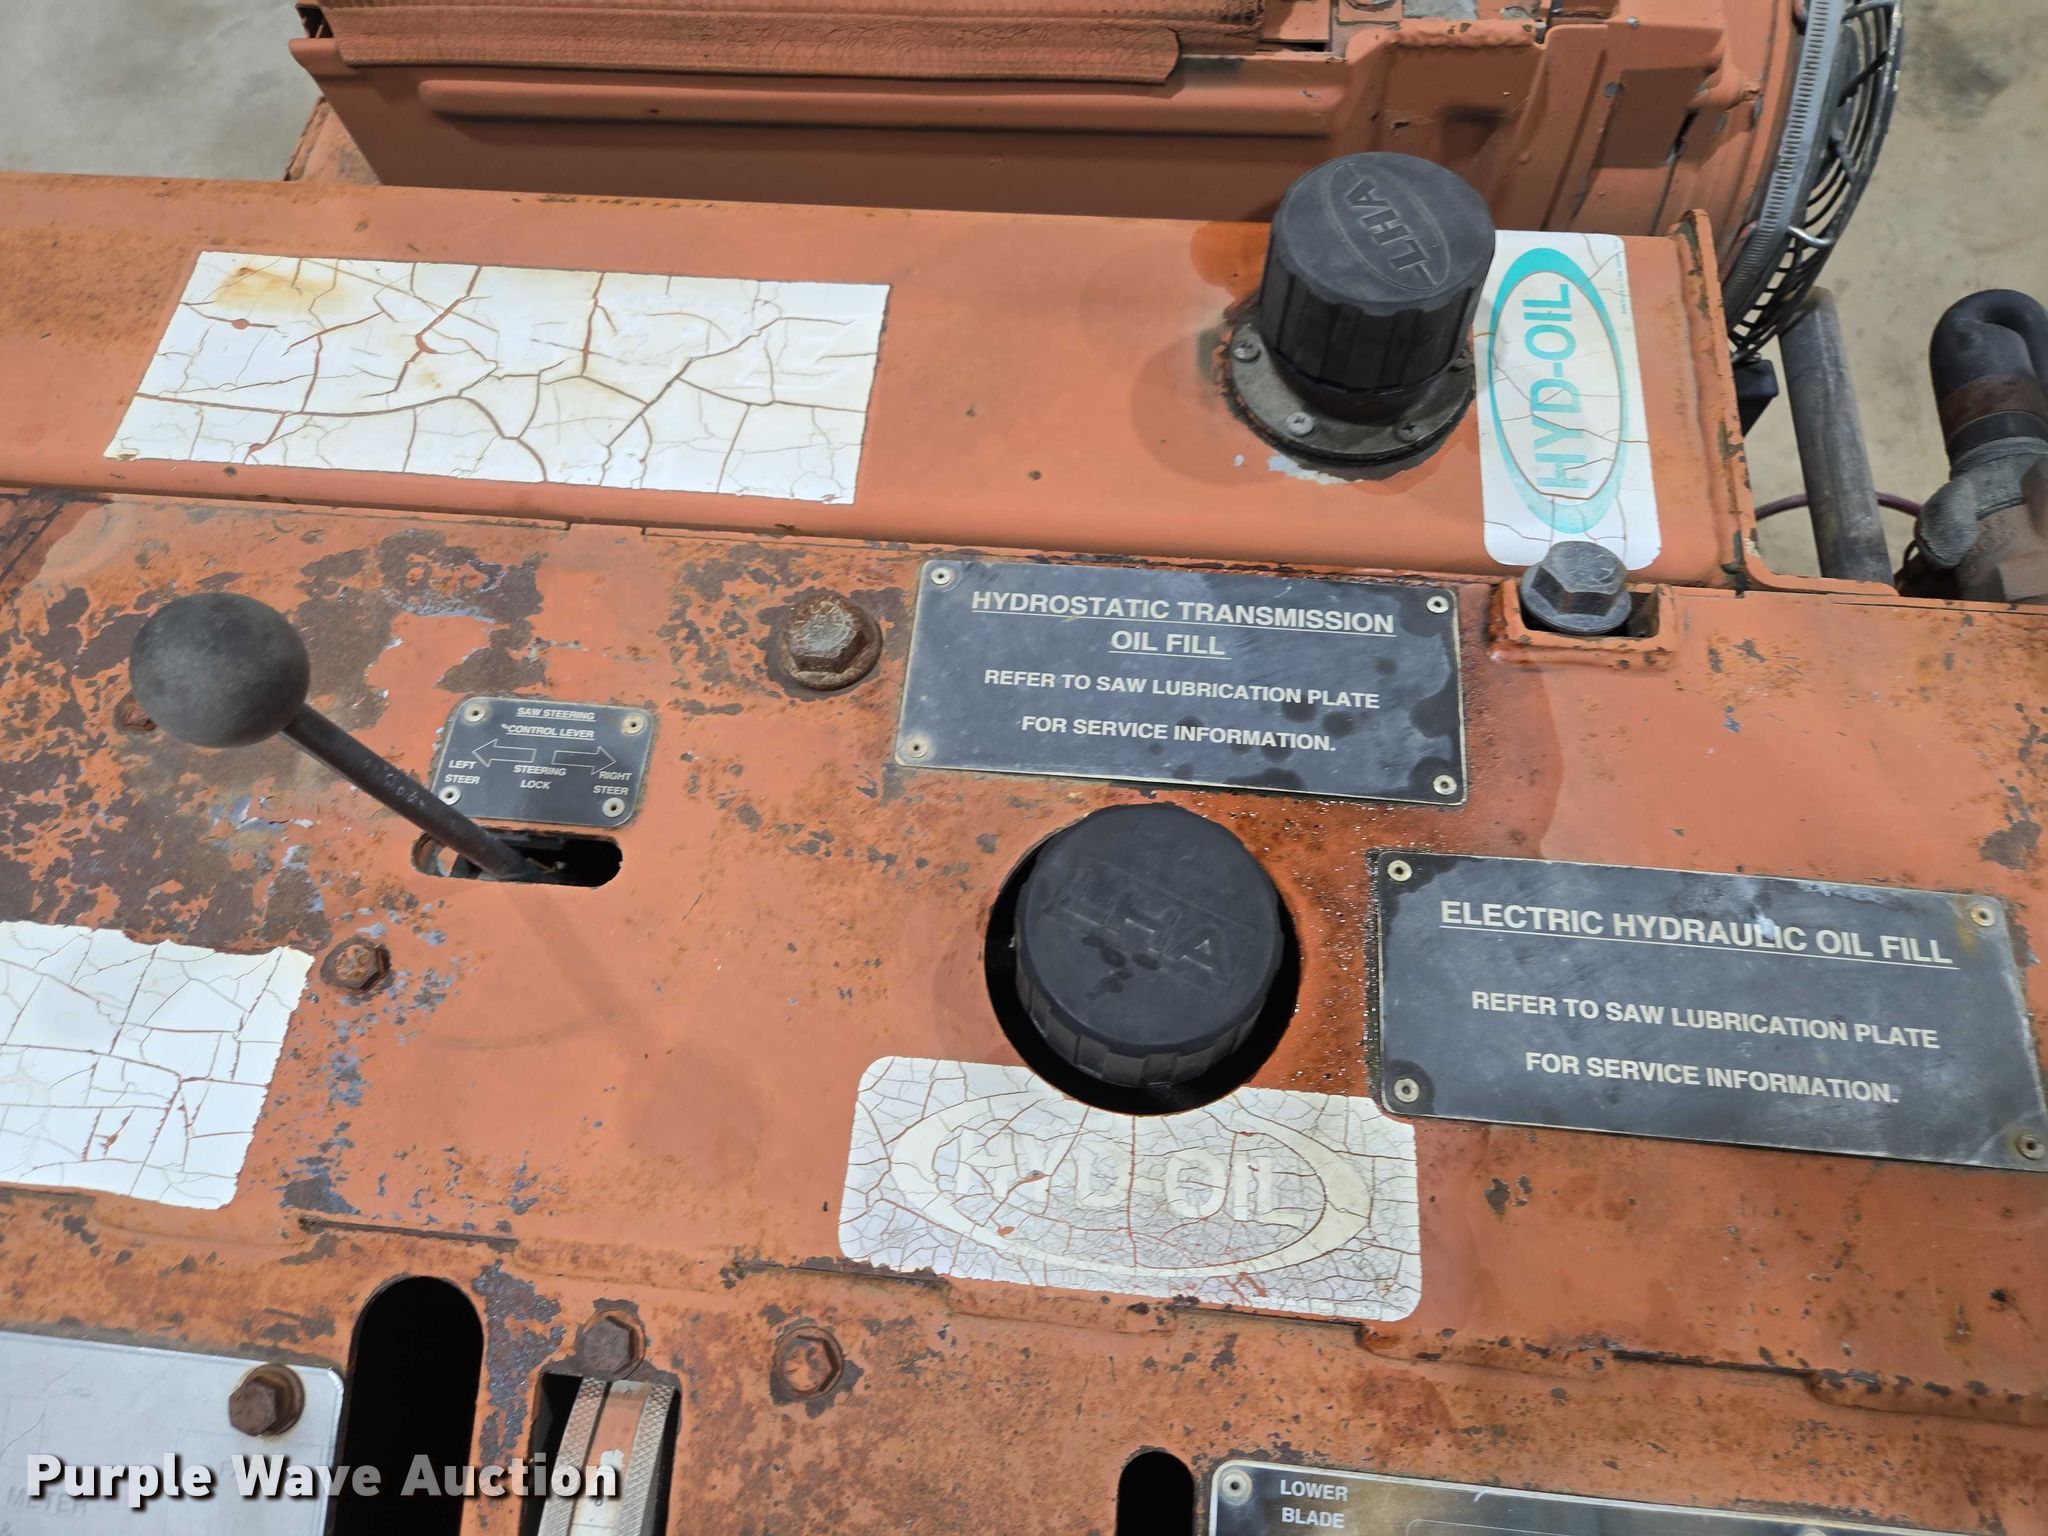 LHA
HYD-OIL
HYDROSTATIC TRANSMISSION
OIL FILL
REFER TO SAW LUBRICATION PLATE
FOR SERVICE INFORMATION.
SAW STEERING
CONTROL LEVER
LEFT
STEER
STEERING
LOCK
RIGHT
STEER
LHA
ELECTRIC HYDRAULIC OIL FILL
REFER TO SAW LUBRICATION PLATE
FOR SERVICE INFORMATION.
HYD-OIL
METER
&
LOWER
BLADE
Purple Wave Auction